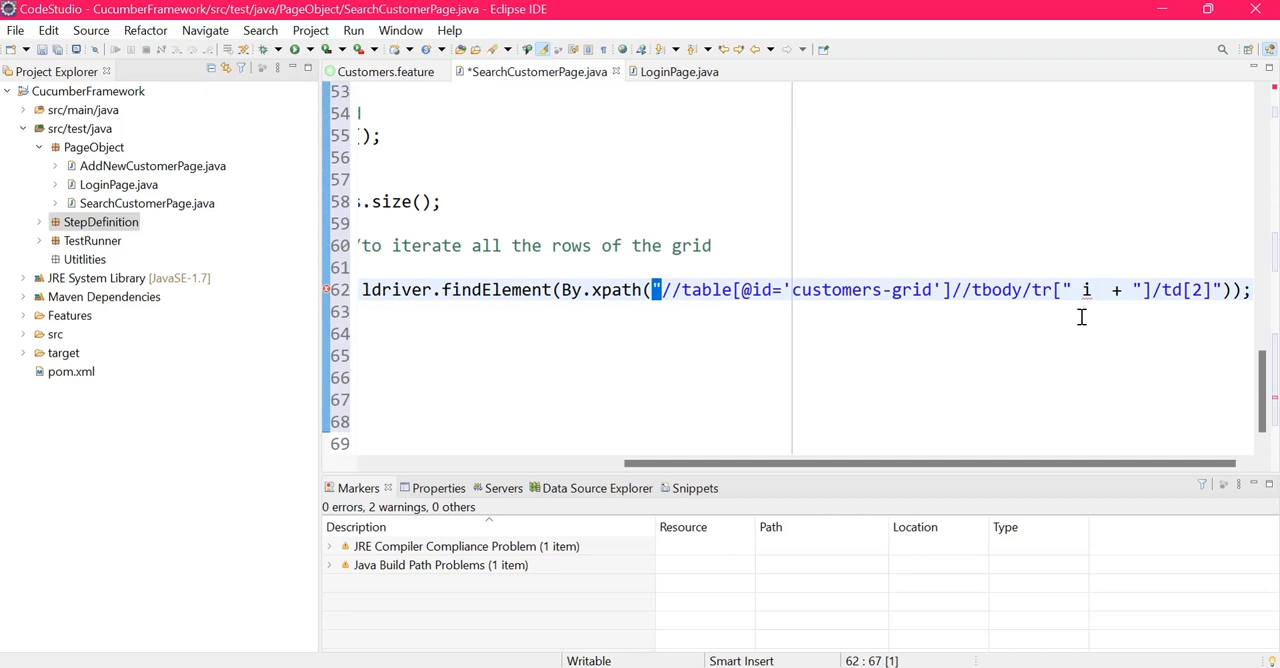 CodeStudio - CucumberFramework/src/test/java/PageObject/SearchCustomerPage.java - Eclipse IDE
File Edit Source Refactor Navigate Search Project Run Window Help
Project Explorer
Customers.feature
*SearchCustomerPage.java
LoginPage.java
CucumberFramework
src/main/java
src/test/java
PageObject
AddNewCustomerPage.java
LoginPage.java
SearchCustomerPage.java
StepDefinition
TestRunner
Utitlities
JRE System Library [JavaSE-1.7]
Maven Dependencies
Features
src
target
pom.xml
53
54
55 );
56
57
58 .size();
59
60 /to iterate all the rows of the grid
61
62 ldriver.findElement(By.xpath("//table[@id='customers-grid']//tbody/tr[" i + "]/td[2]"));
63
64
65
66
67
68
69
Markers Properties Servers Data Source Explorer Snippets
0 errors, 2 warnings, 0 others
Description Resource Path Location Type
JRE Compiler Compliance Problem (1 item)
Java Build Path Problems (1 item)
Writable Smart Insert 62 : 67 [1]